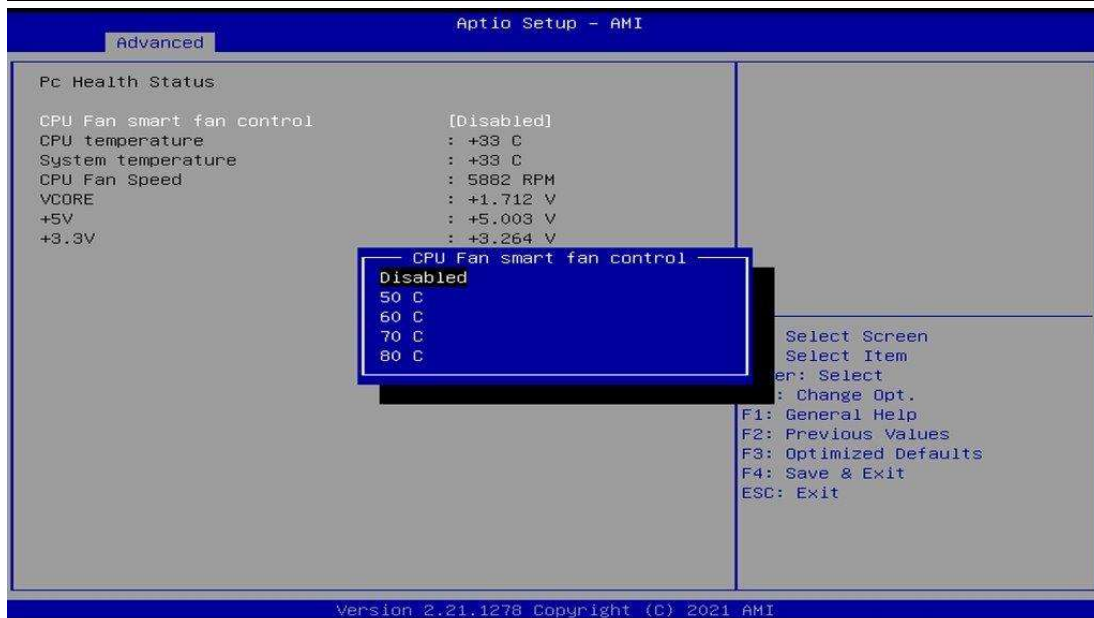 Aptio Setup - AMI
Advanced
Pc Health Status
CPU Fan smart fan control [Disabled]
CPU temperature : +33 C
System temperature : +33 C
CPU Fan Speed : 5882 RPM
VCORE : +1.712 V
+5V : +5.003 V
+3.3V : +3.264 V
CPU Fan smart fan control
Disabled
50 C
60 C
70 C
80 C
Select Screen
Select Item
er: Select
: Change Opt.
F1: General Help
F2: Previous Values
F3: Optimized Defaults
F4: Save & Exit
ESC: Exit
Version 2.21.1278 Copyright (C) 2021 AMI